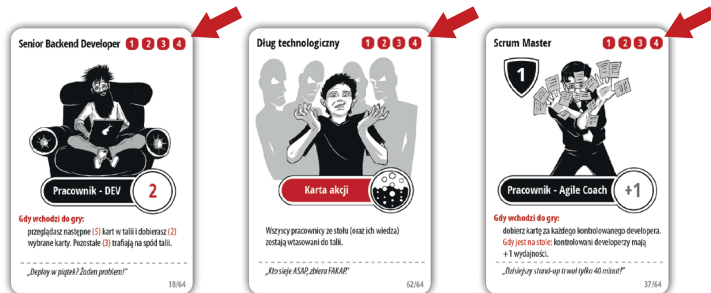 Senior Backend Developer 1 2 3 4
Pracownik - DEV 2
Gdy wchodzi do gry:
przeglądasz następne (5) kart w talii i dobierasz (2)
wybrane karty. Pozostałe (3) trafiają na spód talii.
„Deploy w piątek? Żaden problem!"
18/64
Dług technologiczny 1 2 3 4
Karta akcji
Wszyscy pracownicy ze stołu (oraz ich wiedza)
zostają wtasowani do talii.
„Kto sieje ASAP, zbiera FAKAP."
62/64
Scrum Master 1 2 3 4
1
Pracownik - Agile Coach +1
Gdy wchodzi do gry:
dobierz kartę za każdego kontrolowanego developera.
Gdy jest na stole: kontrolowani developerzy mają
+1 wydajności.
„Dzisiejszy stand-up trwał tylko 40 minut!"
37/64